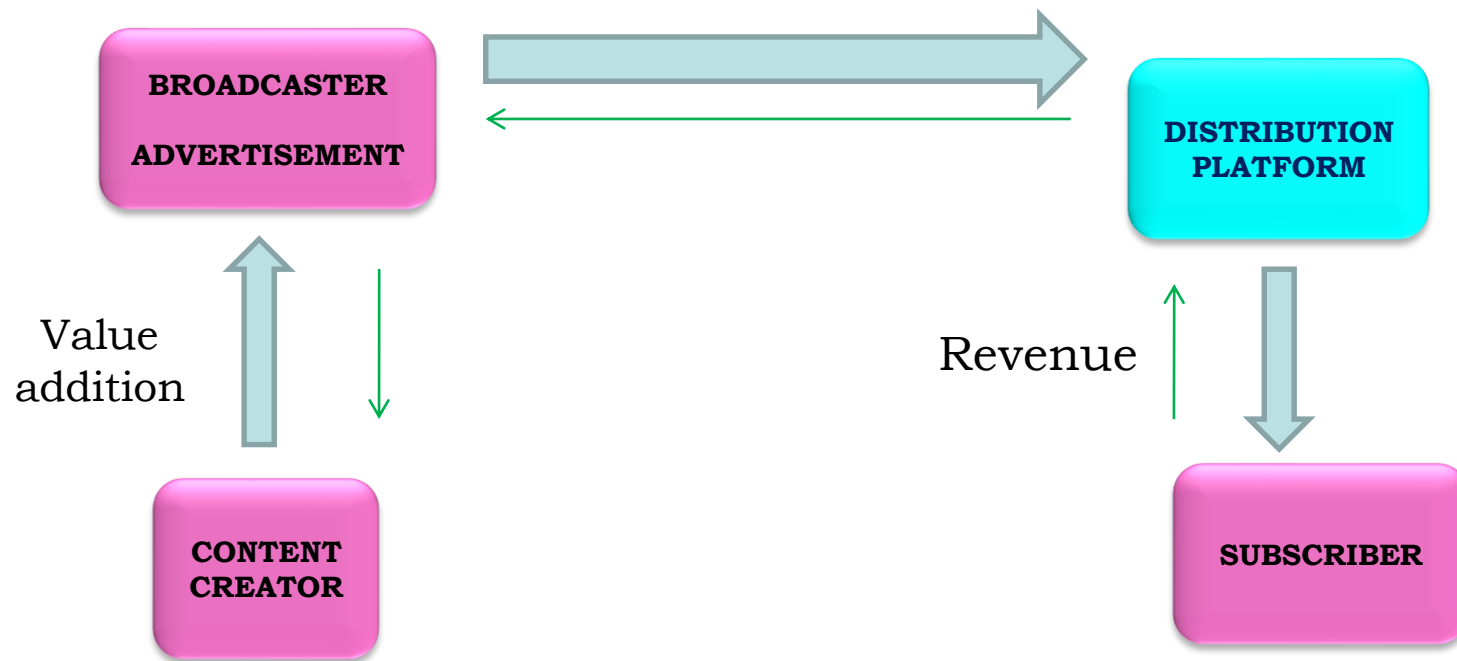 BROADCASTER
ADVERTISEMENT
DISTRIBUTION
PLATFORM
Value
addition
Revenue
CONTENT
CREATOR
SUBSCRIBER